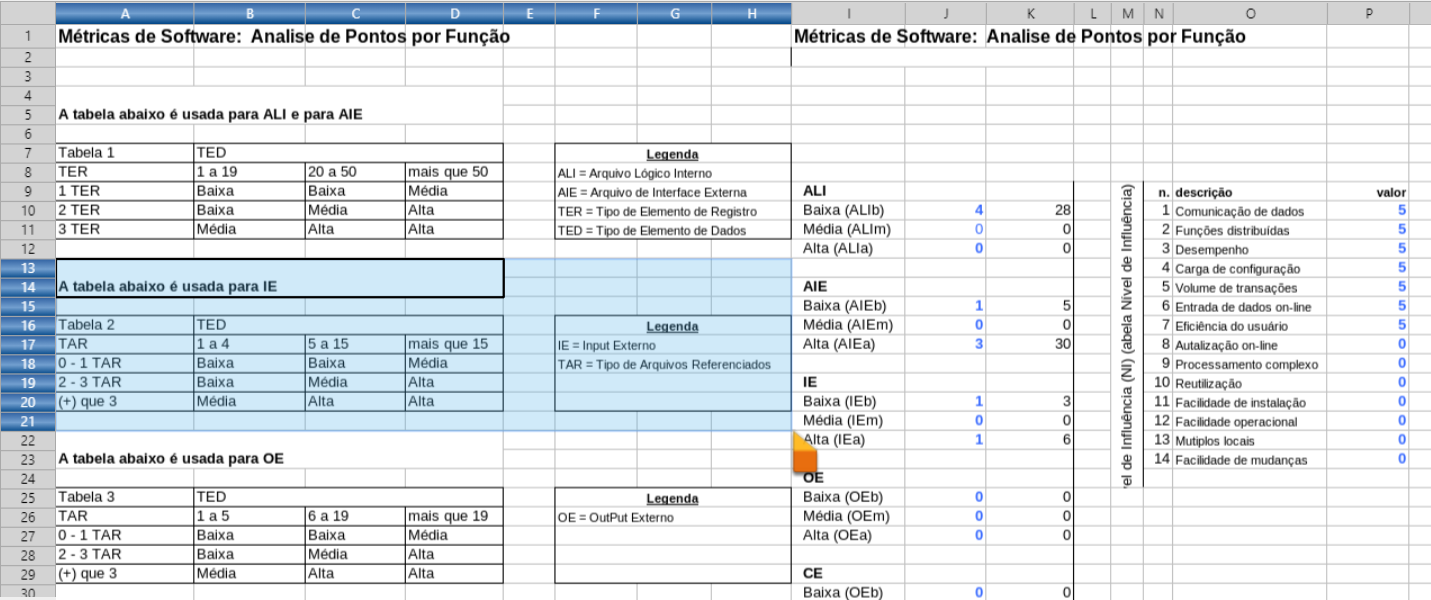 A B C D E F G H I J K L M N O P
1 Métricas de Software: Analise de Pontos por Função Métricas de Software: Analise de Pontos por Função
2
3
4
5 A tabela abaixo é usada para ALI e para AIE
6
7 Tabela 1 TED Legenda
8 TER 1 a 19 20 a 50 mais que 50 ALI = Arquivo Lógico Interno
9 1 TER Baixa Baixa Média AIE = Arquivo de Interface Externa ALI n. descrição valor
10 2 TER Baixa Média Alta TER = Tipo de Elemento de Registro Baixa (ALIb) 4 28 1 Comunicação de dados 5
11 3 TER Média Alta Alta TED = Tipo de Elemento de Dados Média (ALIm) 0 0 2 Funções distribuídas 5
12 Alta (ALIa) 0 0 3 Desempenho 5
13 4 Carga de configuração 5
14 A tabela abaixo é usada para IE AIE 5 Volume de transações 5
15 Baixa (AIEb) 1 5 6 Entrada de dados on-line 5
16 Tabela 2 TED Legenda Média (AIEm) 0 0 7 Eficiência do usuário 5
17 TAR 1 a 4 5 a 15 mais que 15 IE = Input Externo Alta (AIEa) 3 30 8 Autalização on-line 0
18 0 - 1 TAR Baixa Baixa Média TAR = Tipo de Arquivos Referenciados 9 Processamento complexo 0
19 2 - 3 TAR Baixa Média Alta IE 10 Reutilização 0
20 (+) que 3 Média Alta Alta Baixa (IEb) 1 3 11 Facilidade de instalação 0
21 Média (IEm) 0 0 12 Facilidade operacional 0
22 Alta (IEa) 1 6 13 Mutiplos locais 0
23 A tabela abaixo é usada para OE 14 Facilidade de mudanças 0
24 OE
25 Tabela 3 TED Legenda Baixa (OEb) 0 0
26 TAR 1 a 5 6 a 19 mais que 19 OE = OutPut Externo Média (OEm) 0 0
27 0 - 1 TAR Baixa Baixa Média Alta (OEa) 0 0
28 2 - 3 TAR Baixa Média Alta
29 (+) que 3 Média Alta Alta CE
30 Baixa (OEb) 0 0
el de Influência (NI) (abela Nível de Influência)